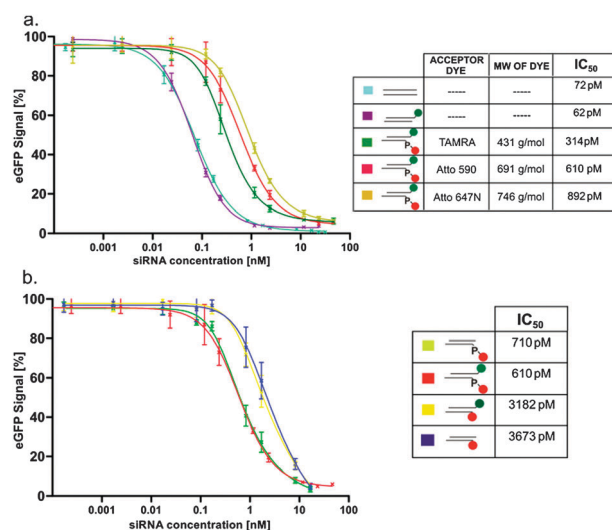 a.
100
80
60
40
20
0
eGFP Signal [%]
0.001 0.01 0.1 1 10 100
siRNA concentration [nM]
ACCEPTOR DYE MW OF DYE IC50
----- ----- 72 pM
----- ----- 62 pM
P TAMRA 431 g/mol 314 pM
P Atto 590 691 g/mol 610 pM
P Atto 647N 746 g/mol 892 pM
b.
100
80
60
40
20
0
eGFP Signal [%]
0.001 0.01 0.1 1 10 100
siRNA concentration [nM]
IC50
P 710 pM
P 610 pM
3182 pM
3673 pM